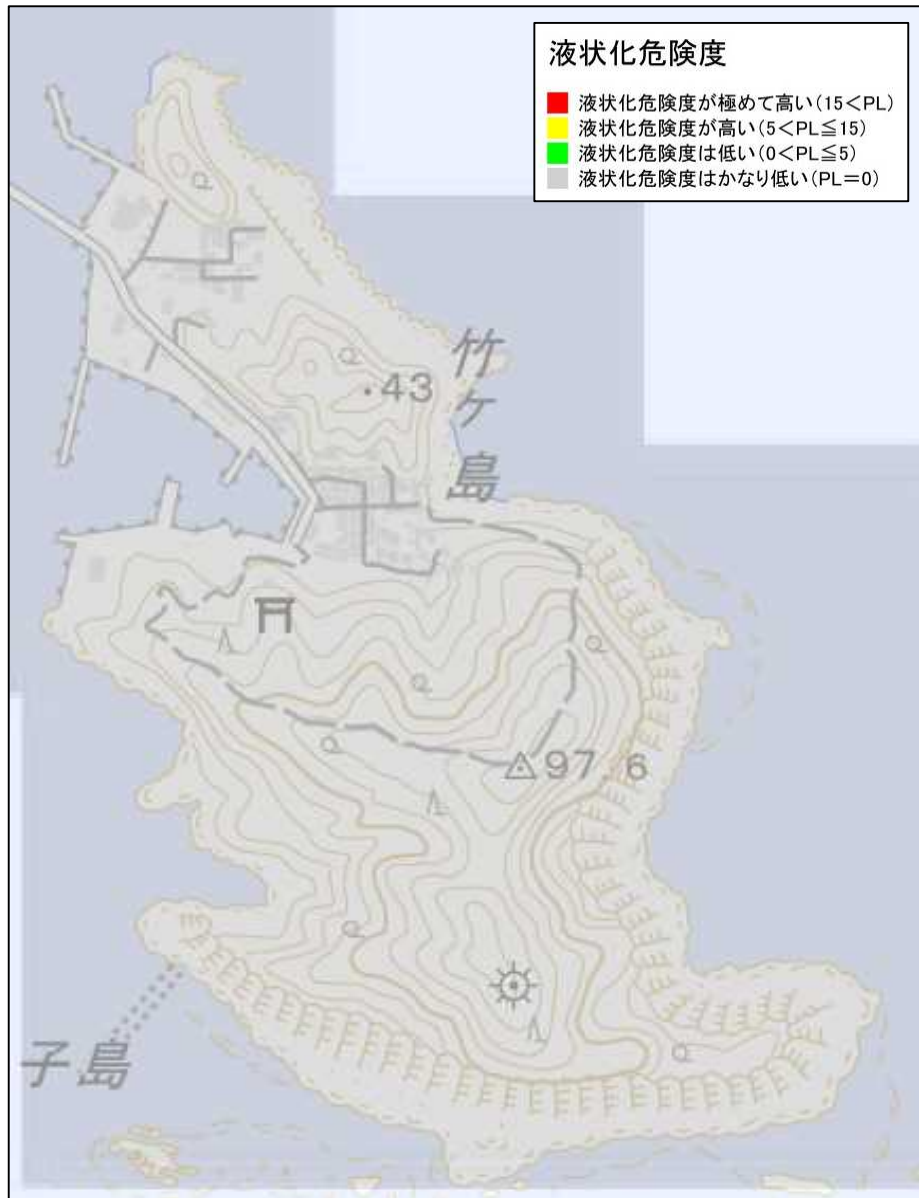 液状化危険度
液状化危険度が極めて高い(15<PL)
液状化危険度が高い(5<PL≦15)
液状化危険度は低い(0<PL≦5)
液状化危険度はかなり低い(PL=0)
竹ヶ島
・43
97.6
子島